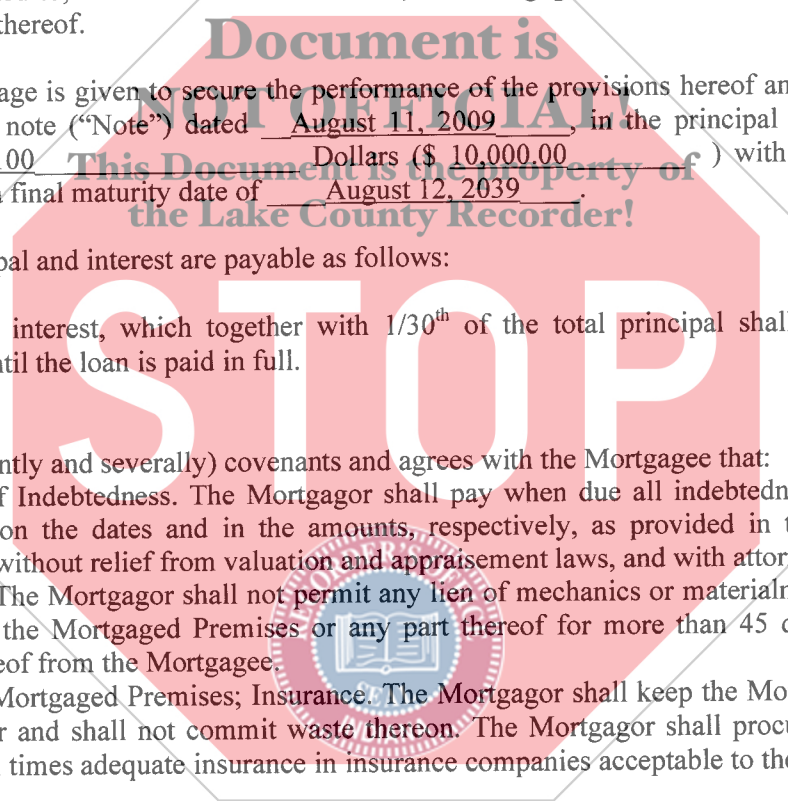 thereof.
Document is
age is given to secure the performance of the provisions hereof an
NOT OFFICIAL!
note (“Note”) dated August 11, 2009, in the principal
00 Dollars ($ 10,000.00 ) with
This Document is the property of
final maturity date of August 12, 2039.
the Lake County Recorder!
pal and interest are payable as follows:
STOP
interest, which together with 1/30th of the total principal shall
ntil the loan is paid in full.
ntly and severally) covenants and agrees with the Mortgagee that:
f Indebtedness. The Mortgagor shall pay when due all indebtedn
on the dates and in the amounts, respectively, as provided in t
without relief from valuation and appraisement laws, and with attor
The Mortgagor shall not permit any lien of mechanics or materialn
the Mortgaged Premises or any part thereof for more than 45 d
eof from the Mortgagee.
Mortgaged Premises; Insurance. The Mortgagor shall keep the Mo
r and shall not commit waste thereon. The Mortgagor shall procu
times adequate insurance in insurance companies acceptable to the
SEAL